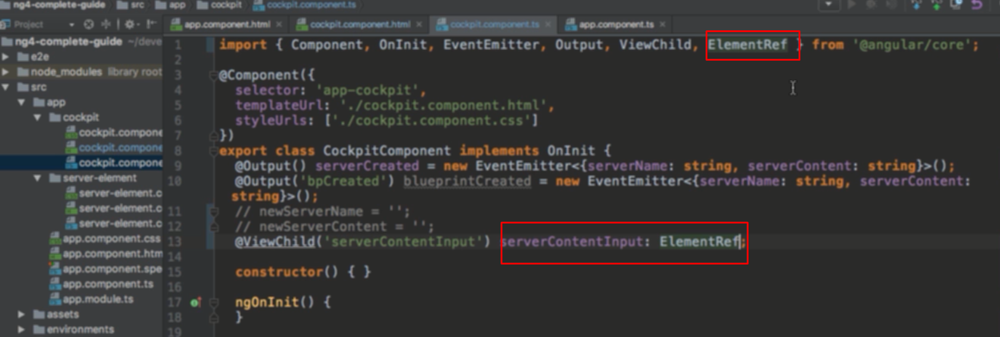 ng4-complete-guide src app cockpit cockpit.component.ts
Project
app.component.html cockpit.component.html cockpit.component.ts app.component.ts
ng4-complete-guide ~/deve
e2e
node_modules library root
src
app
cockpit
cockpit.compone
cockpit.compone
cockpit.compone
server-element
server-element.c
server-element.c
server-element.c
app.component.css
app.component.htm
app.component.spe
app.component.ts
app.module.ts
assets
environments
1 import { Component, OnInit, EventEmitter, Output, ViewChild, ElementRef } from '@angular/core';
2
3 @Component({
4 selector: 'app-cockpit',
5 templateUrl: './cockpit.component.html',
6 styleUrls: ['./cockpit.component.css']
7 })
8 export class CockpitComponent implements OnInit {
9 @Output() serverCreated = new EventEmitter<{serverName: string, serverContent: string}>();
10 @Output('bpCreated') blueprintCreated = new EventEmitter<{serverName: string, serverContent:
string}>();
11 // newServerName = '';
12 // newServerContent = '';
13 @ViewChild('serverContentInput') serverContentInput: ElementRef;
14
15 constructor() { }
16
17 ngOnInit() {
18 }
19